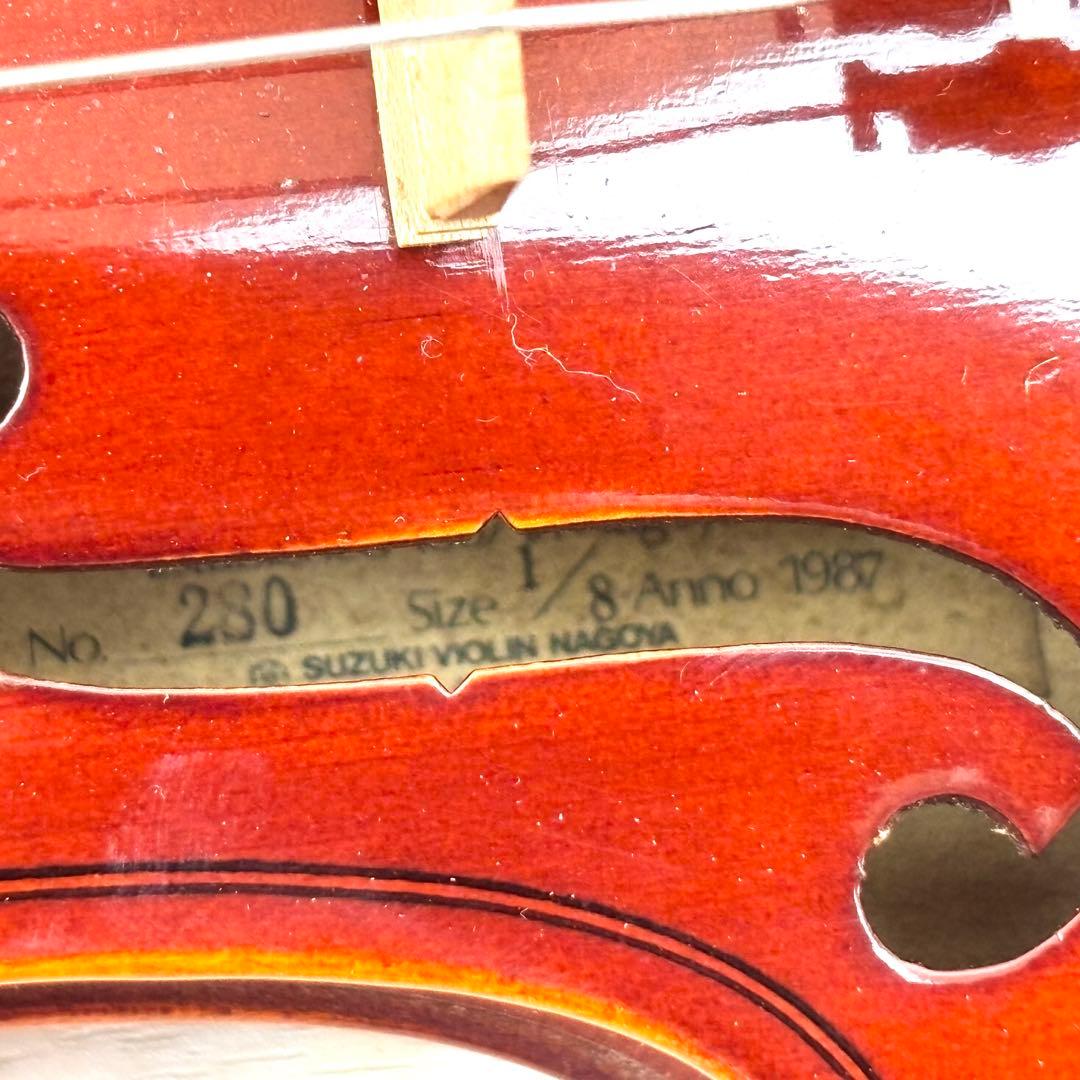 No. 280 Size 1/8 Anno 1987
SUZUKI VIOLIN NAGOYA